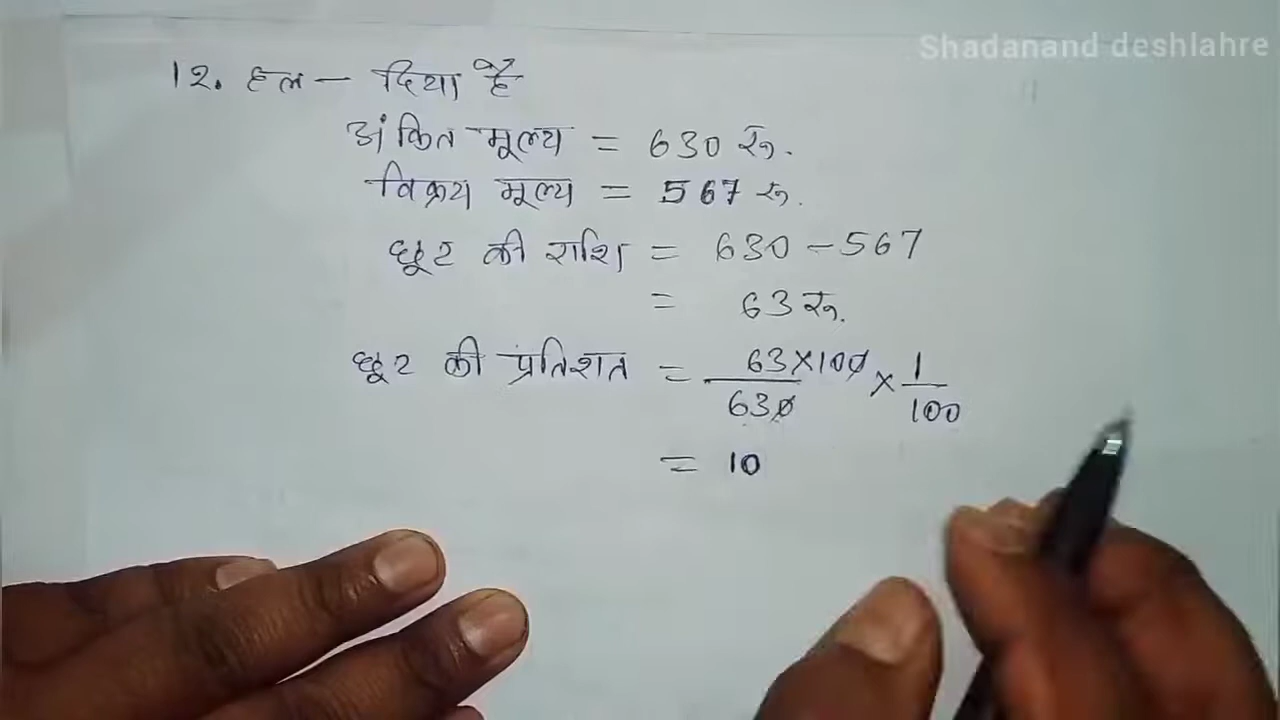 Shadanand deshlahre
12. हल — दिया है
अंकित मूल्य = 630 रू.
विक्रय मूल्य = 567 रू.
छूट की राशि = 630 - 567
= 63 रू.
छूट की प्रतिशत = 63×100/630 × 1/100
= 10